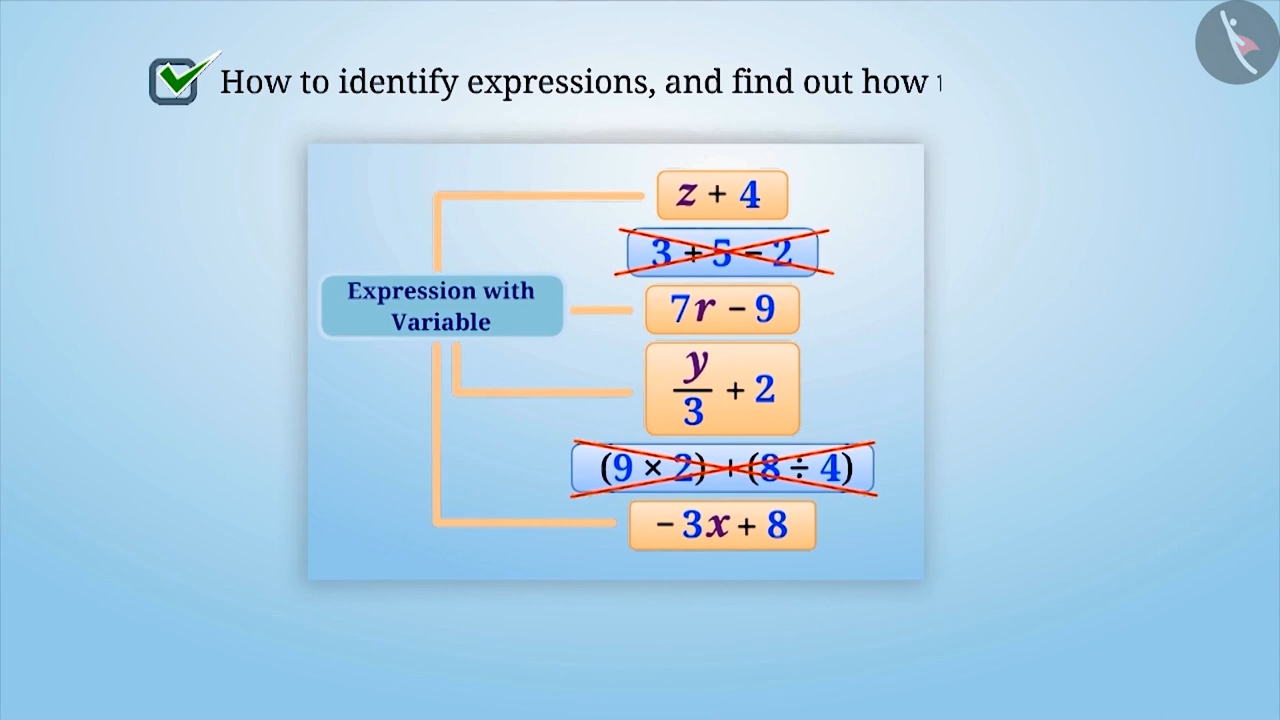 How to identify expressions, and find out how
z + 4
3 + 5 − 2
Expression with
Variable
7r − 9
y/3 + 2
(9 × 2) + (8 ÷ 4)
− 3x + 8